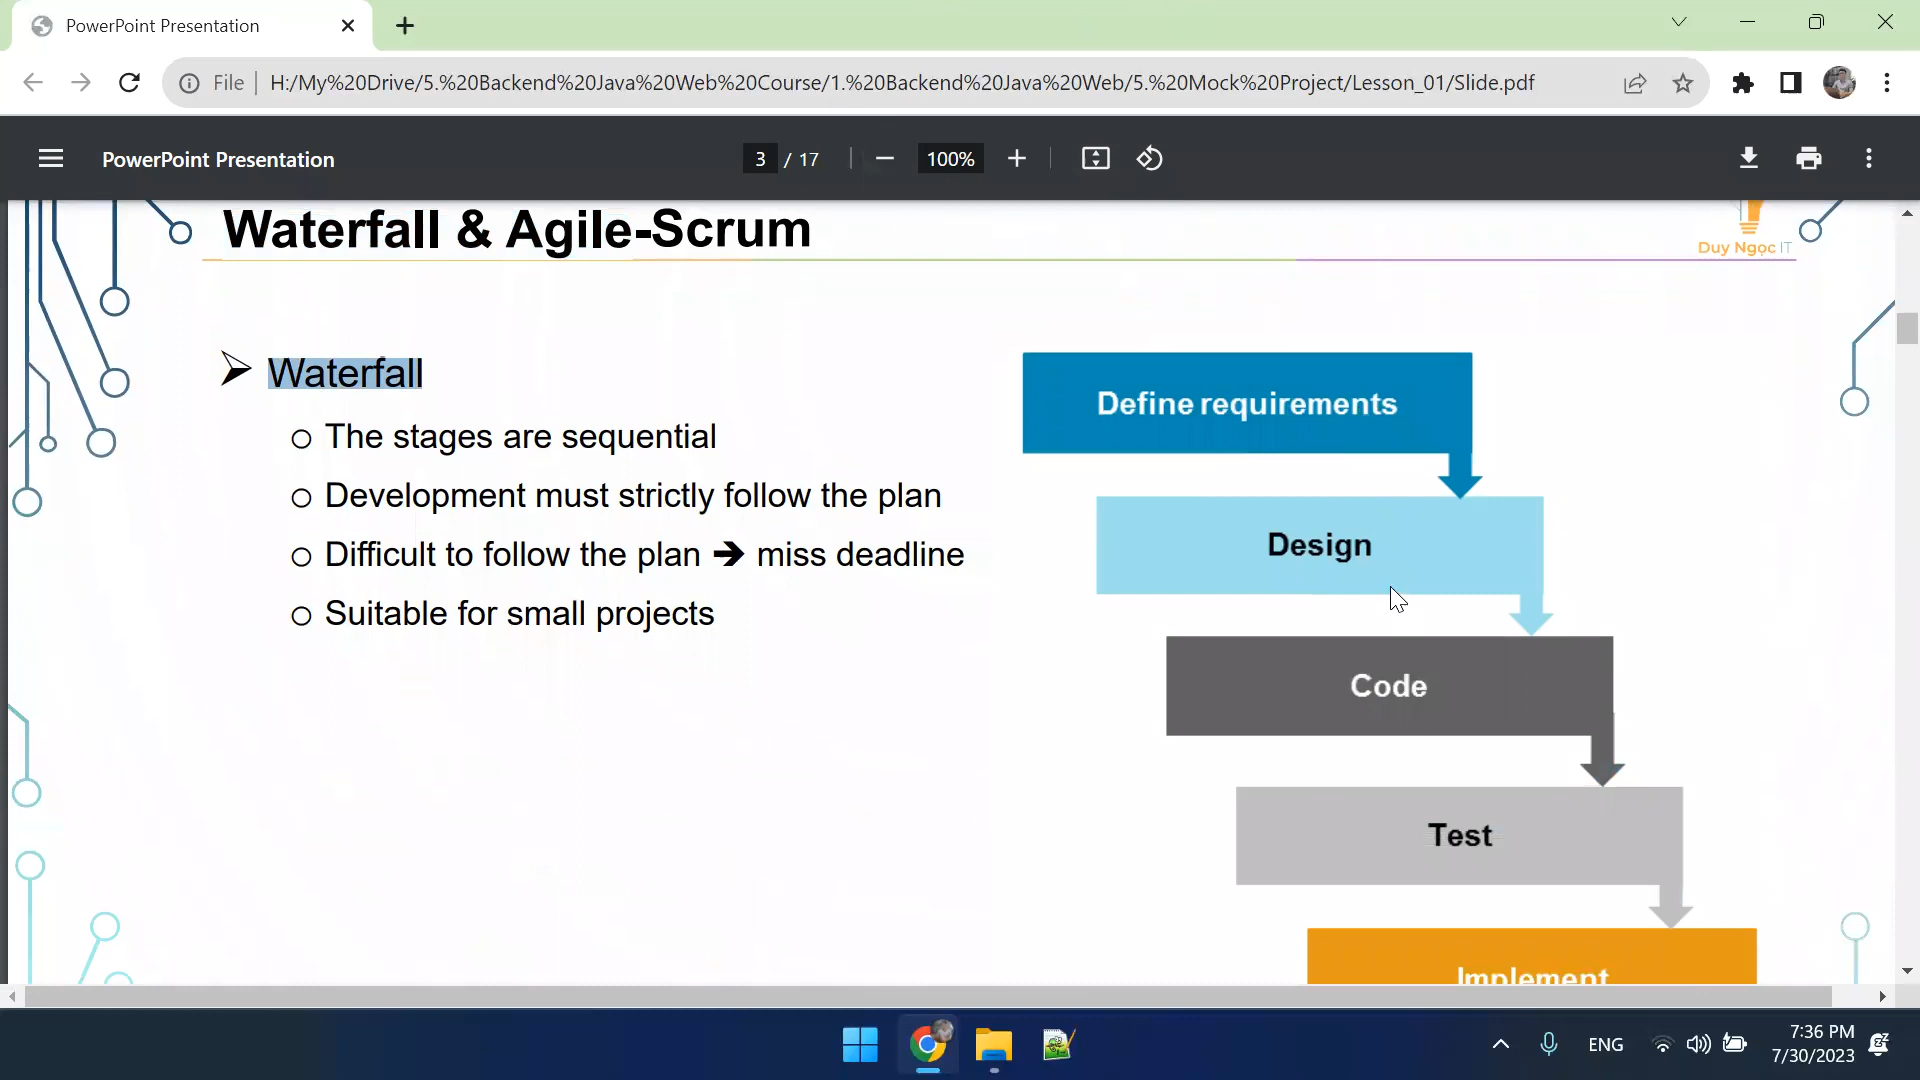 PowerPoint Presentation
File
H:/My%20Drive/5.%20Backend%20Java%20Web%20Course/1.%20Backend%20Java%20Web/5.%20Mock%20Project/Lesson_01/Slide.pdf
PowerPoint Presentation
3 / 17
100%
Waterfall & Agile-Scrum
Duy Ngọc IT
Waterfall
The stages are sequential
Development must strictly follow the plan
Difficult to follow the plan ➔ miss deadline
Suitable for small projects
Define requirements
Design
Code
Test
Implement
ENG
7:36 PM
7/30/2023